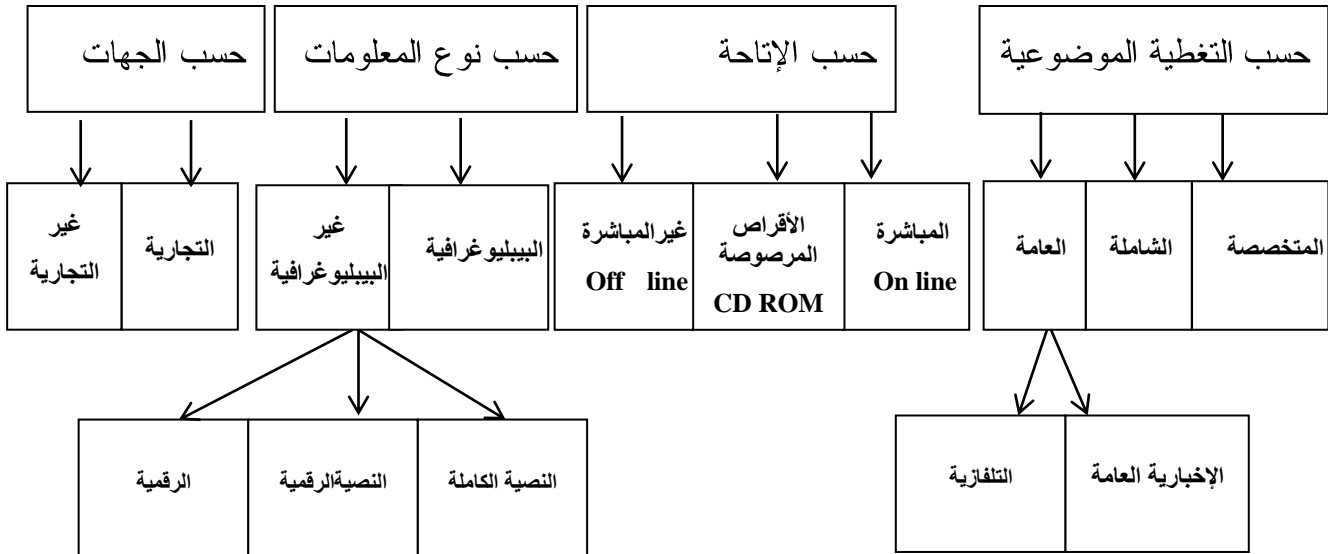 حسب التغطية الموضوعية
حسب الإتاحة
حسب نوع المعلومات
حسب الجهات
المتخصصة
الشاملة
العامة
المباشرة
On line
الأقراص
المرصوصة
CD ROM
غيرالمباشرة
Off line
البيبليوغرافية
غير
البيبليوغرافية
التجارية
غير
التجارية
الإخبارية العامة
التلفازية
النصية الكاملة
النصيةالرقمية
الرقمية